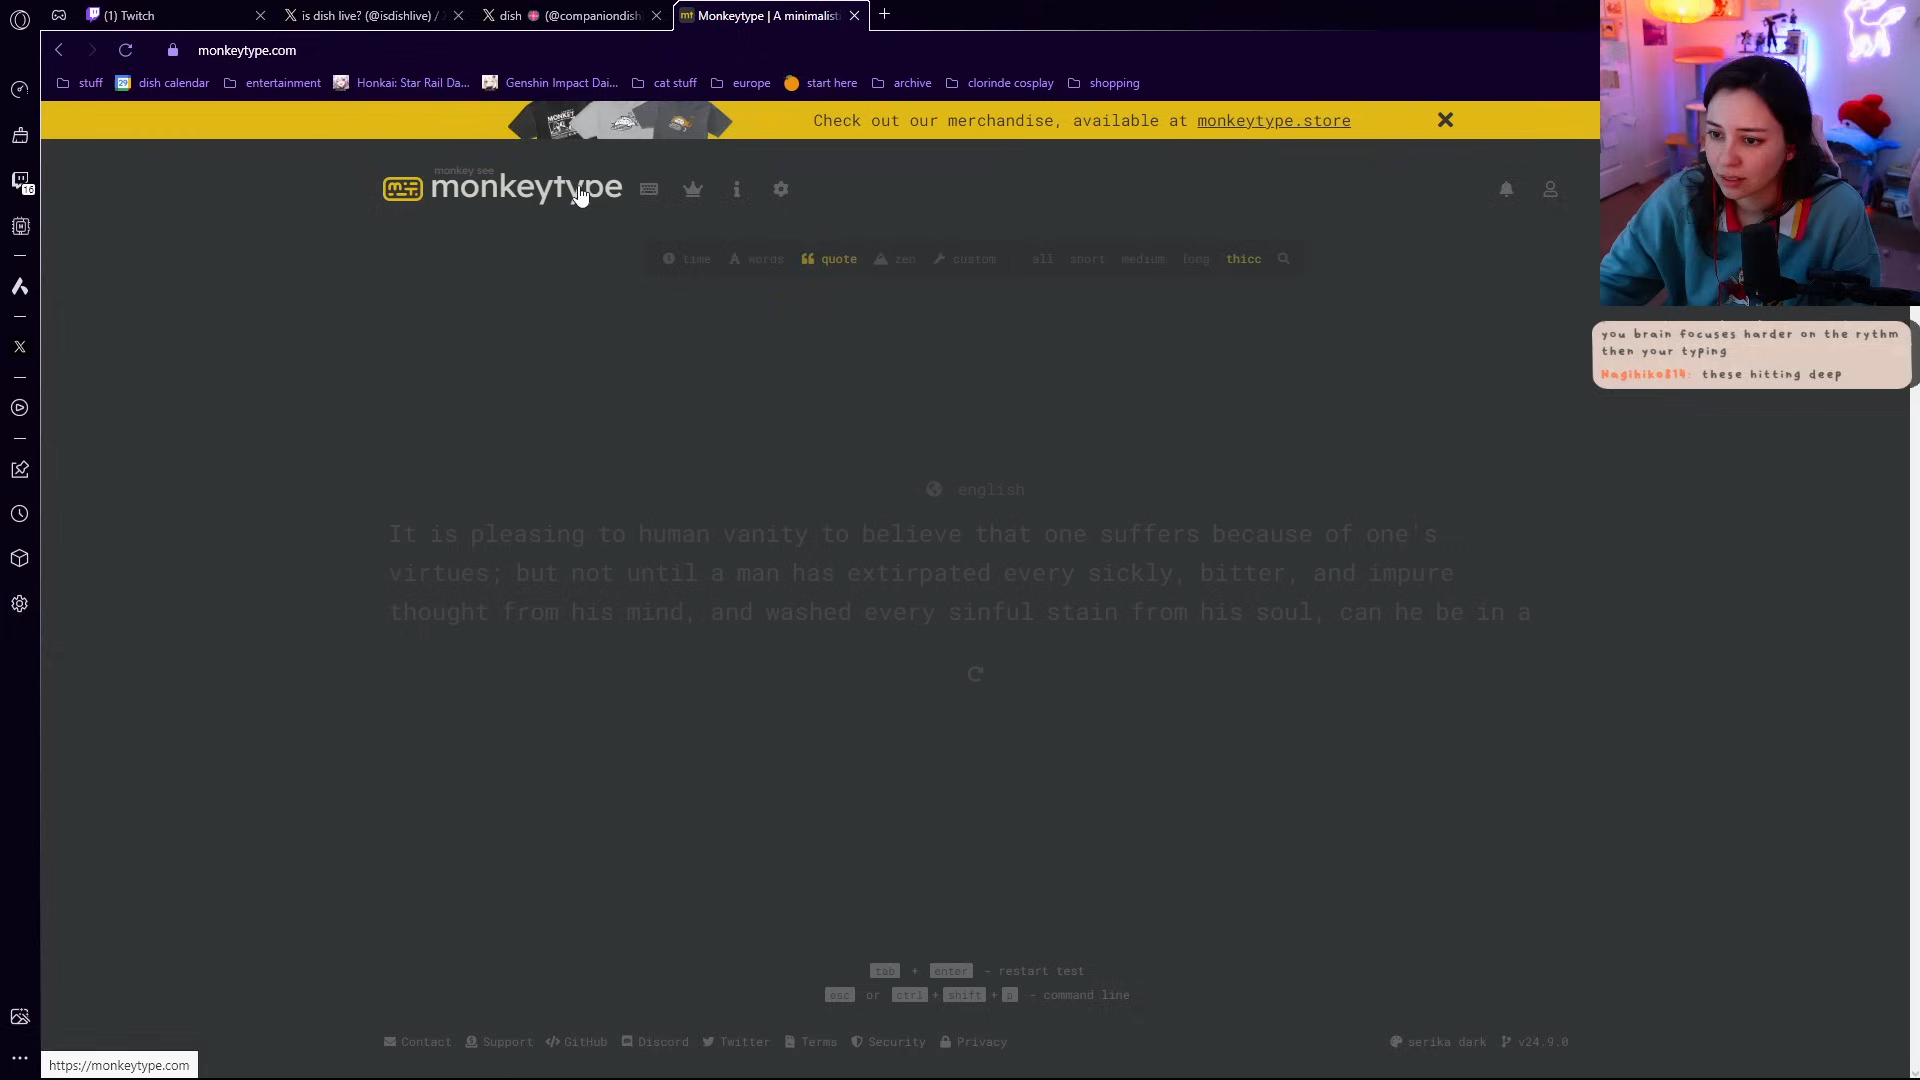 (1) Twitch
is dish live? (@isdishlive) /
dish (@companiondish
mt Monkeytype | A minimalist
monkeytype.com
stuff
29 dish calendar
entertainment
Honkai: Star Rail Da...
Genshin Impact Dai...
cat stuff
europe
start here
archive
clorinde cosplay
shopping
MONKEY
Check out our merchandise, available at monkeytype.store
monkey see
monkeytype
16
time
words
quote
zen
custom
all
short
medium
long
thicc
you brain focuses harder on the rythm
then your typing
Nagihiko814: these hitting deep
english
It is pleasing to human vanity to believe that one suffers because of one's
virtues; but not until a man has extirpated every sickly, bitter, and impure
thought from his mind, and washed every sinful stain from his soul, can he be in a
tab + enter - restart test
esc or ctrl + shift + p - command line
Contact
Support
GitHub
Discord
Twitter
Terms
Security
Privacy
serika dark
v24.9.0
https://monkeytype.com